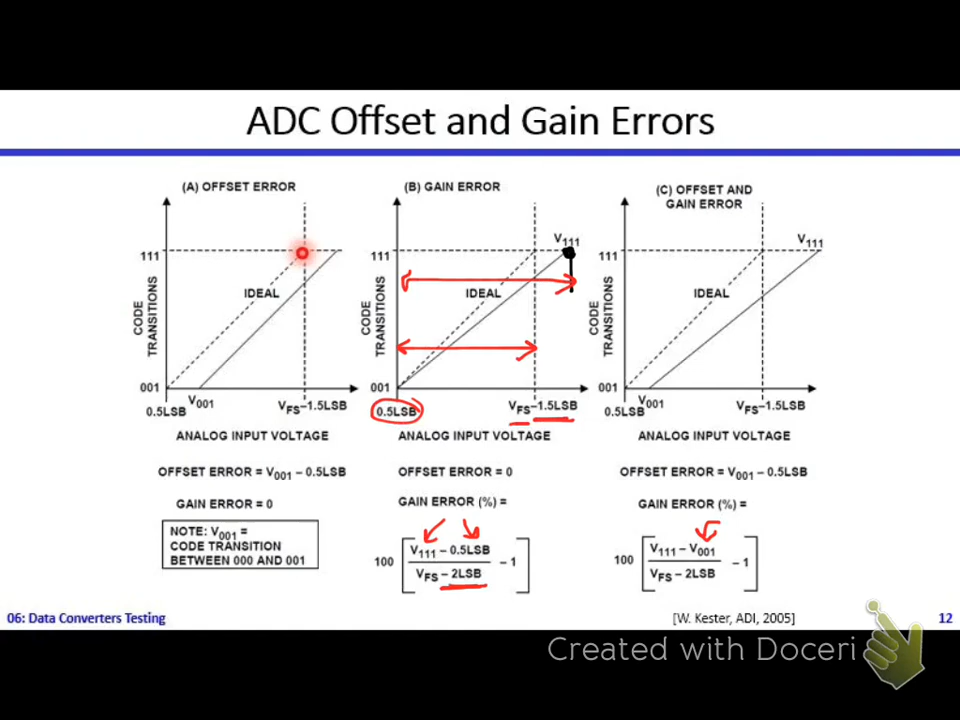 ADC Offset and Gain Errors
(A) OFFSET ERROR
111
CODE
TRANSITIONS
IDEAL
001
0.5LSB
V001
VFS–1.5LSB
ANALOG INPUT VOLTAGE
OFFSET ERROR = V001 – 0.5LSB
GAIN ERROR = 0
NOTE: V001 =
CODE TRANSITION
BETWEEN 000 AND 001
(B) GAIN ERROR
V111
111
CODE
TRANSITIONS
IDEAL
001
0.5LSB
VFS–1.5LSB
ANALOG INPUT VOLTAGE
OFFSET ERROR = 0
GAIN ERROR (%) =
100 [ V111 – 0.5LSB
VFS – 2LSB
– 1 ]
(C) OFFSET AND
GAIN ERROR
V111
111
CODE
TRANSITIONS
IDEAL
001
0.5LSB
V001
VFS–1.5LSB
ANALOG INPUT VOLTAGE
OFFSET ERROR = V001 – 0.5LSB
GAIN ERROR (%) =
100 [ V111 – V001
VFS – 2LSB
– 1 ]
06: Data Converters Testing
[W. Kester, ADI, 2005]
12
Created with Doceri